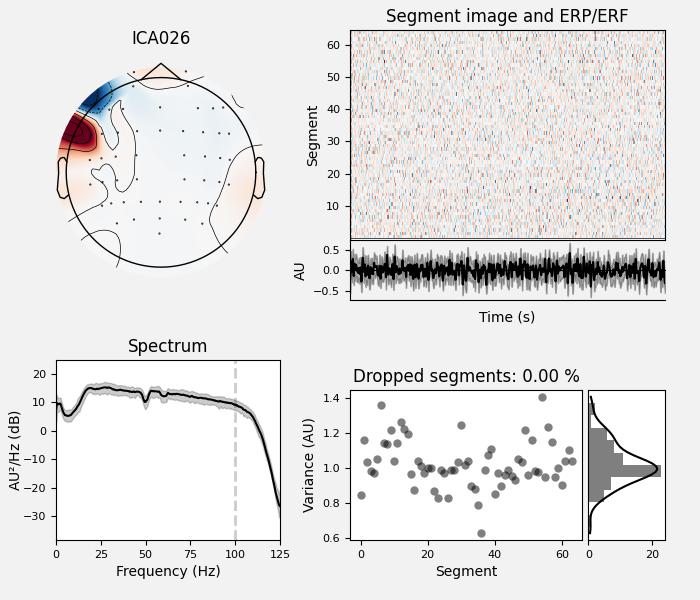 ICA026
Segment image and ERP/ERF
Segment
60
50
40
30
20
10
AU
0.5
0.0
−0.5
Time (s)
Spectrum
AU²/Hz (dB)
20
10
0
−10
−20
−30
0 25 50 75 100 125
Frequency (Hz)
Dropped segments: 0.00 %
Variance (AU)
1.4
1.2
1.0
0.8
0.6
0 20 40 60
Segment
0 20